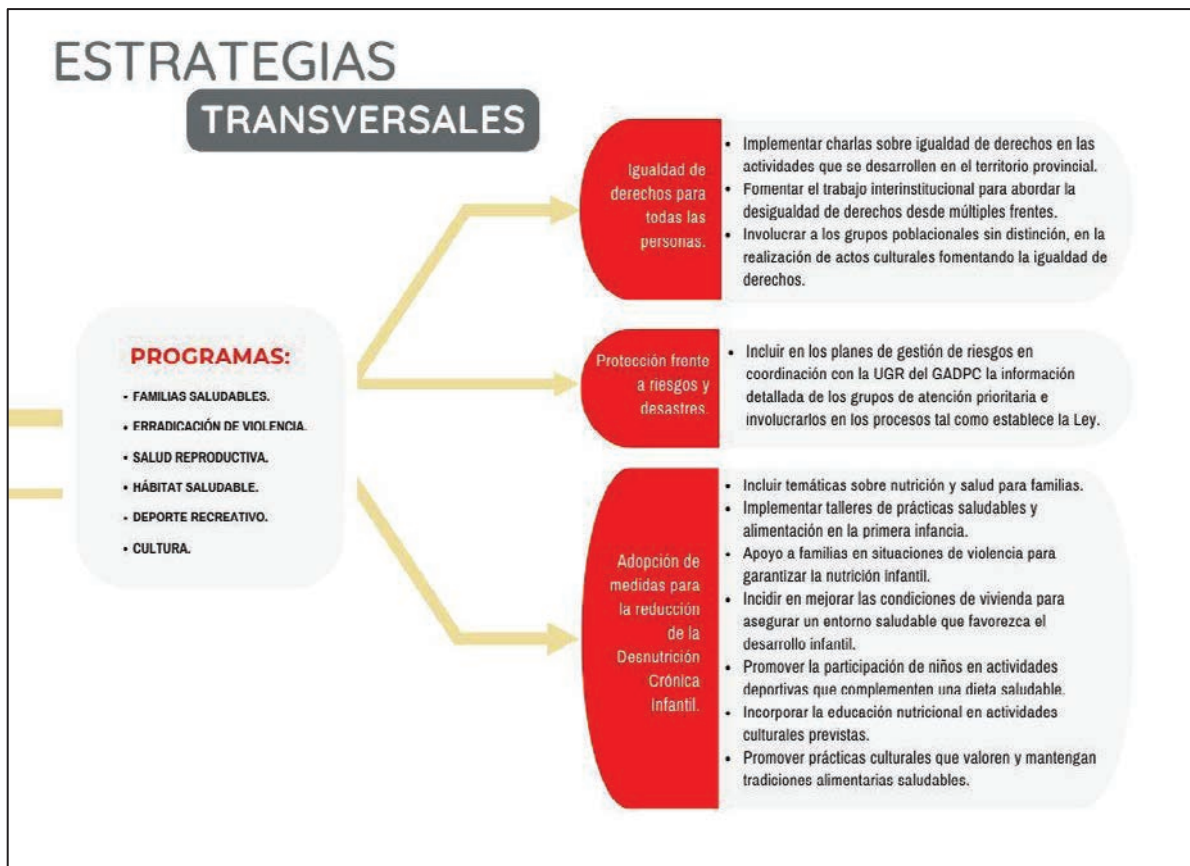 ESTRATEGIAS
TRANSVERSALES
PROGRAMAS:
• FAMILIAS SALUDABLES.
• ERRADICACIÓN DE VIOLENCIA.
• SALUD REPRODUCTIVA.
• HÁBITAT SALUDABLE.
• DEPORTE RECREATIVO.
• CULTURA.
Igualdad de
derechos para
todas las
personas.
• Implementar charlas sobre igualdad de derechos en las
actividades que se desarrollen en el territorio provincial.
• Fomentar el trabajo interinstitucional para abordar la
desigualdad de derechos desde múltiples frentes.
• Involucrar a los grupos poblacionales sin distinción, en la
realización de actos culturales fomentando la igualdad de
derechos.
Protección frente
a riesgos y
desastres.
• Incluir en los planes de gestión de riesgos en
coordinación con la UGR del GADPC la información
detallada de los grupos de atención prioritaria e
involucrarlos en los procesos tal como establece la Ley.
Adopción de
medidas para
la reducción
de la
Desnutrición
Crónica
Infantil.
• Incluir temáticas sobre nutrición y salud para familias.
• Implementar talleres de prácticas saludables y
alimentación en la primera infancia.
• Apoyo a familias en situaciones de violencia para
garantizar la nutrición infantil.
• Incidir en mejorar las condiciones de vivienda para
asegurar un entorno saludable que favorezca el
desarrollo infantil.
• Promover la participación de niños en actividades
deportivas que complementen una dieta saludable.
• Incorporar la educación nutricional en actividades
culturales previstas.
• Promover prácticas culturales que valoren y mantengan
tradiciones alimentarias saludables.